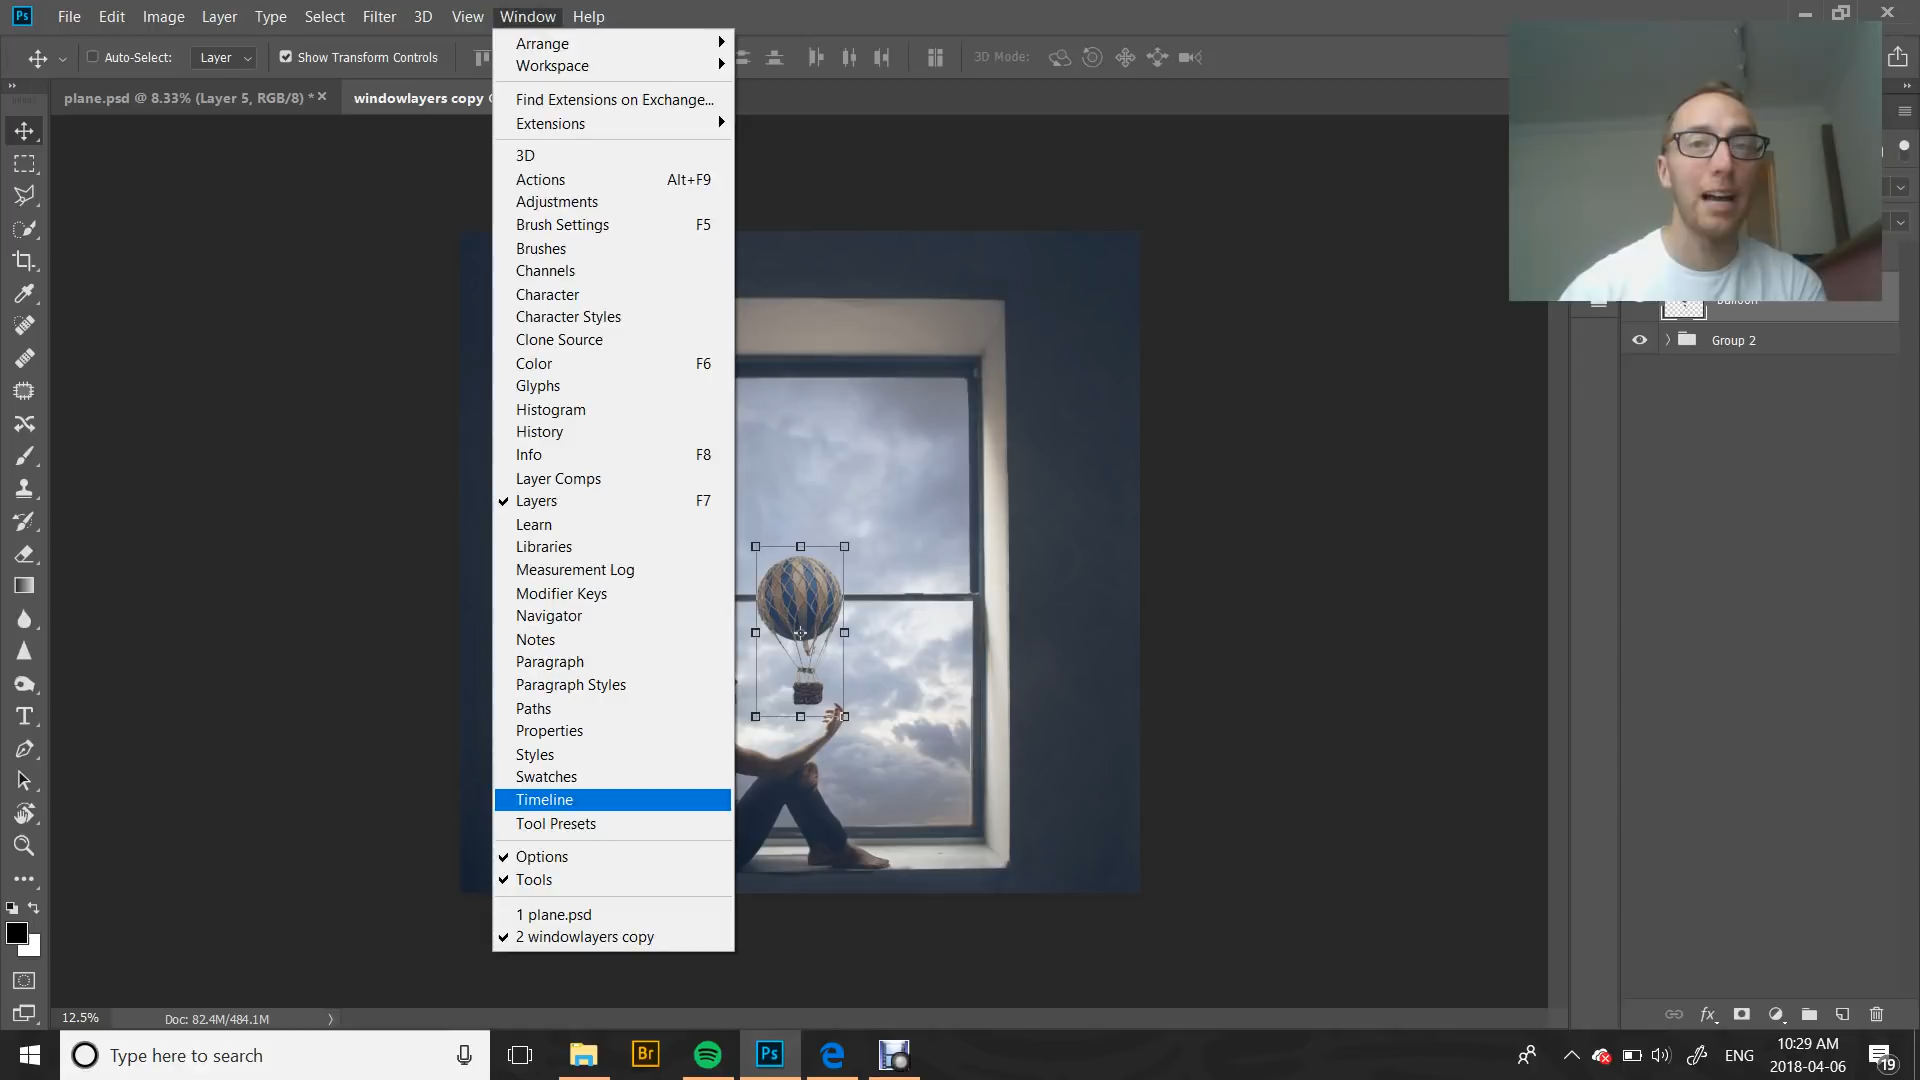 Ps File Edit Image Layer Type Select Filter 3D View Window Help
Auto-Select: Layer Show Transform Controls 3D Mode:
plane.psd @ 8.33% (Layer 5, RGB/8) * × windowlayers copy
Arrange
Workspace
Find Extensions on Exchange...
Extensions
3D
Actions Alt+F9
Adjustments
Brush Settings F5
Brushes
Channels
Character
Character Styles
Clone Source
Color F6
Glyphs
Histogram
History
Info F8
Layer Comps
Layers F7
Learn
Libraries
Measurement Log
Modifier Keys
Navigator
Notes
Paragraph
Paragraph Styles
Paths
Properties
Styles
Swatches
Timeline
Tool Presets
Options
Tools
1 plane.psd
2 windowlayers copy
Group 2
12.5% Doc: 82.4M/484.1M
fx
Type here to search
Br
Ps
ENG
10:29 AM
2018-04-06
19